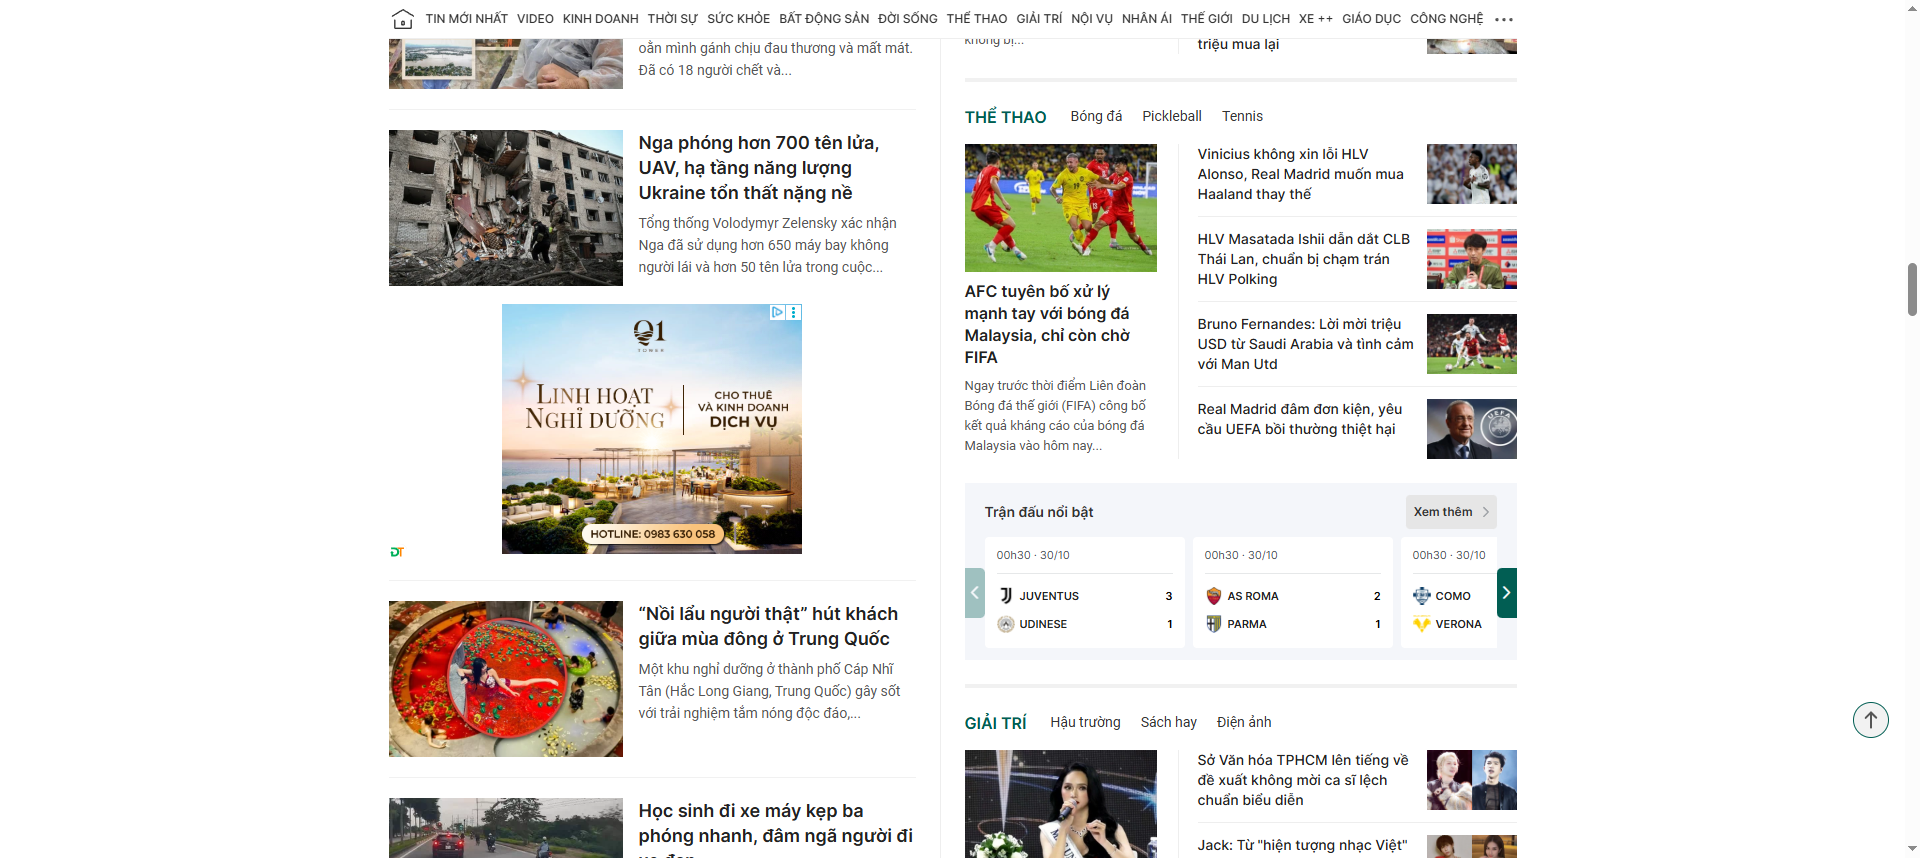 TIN MỚI NHẤT VIDEO KINH DOANH THỜI SỰ SỨC KHỎE BẤT ĐỘNG SẢN ĐỜI SỐNG THỂ THAO GIẢI TRÍ NỘI VỤ NHÂN ÁI THẾ GIỚI DU LỊCH XE ++ GIÁO DỤC CÔNG NGHỆ
oằn mình gánh chịu đau thương và mất mát.
Đã có 18 người chết và...
Nga phóng hơn 700 tên lửa,
UAV, hạ tầng năng lượng
Ukraine tổn thất nặng nề
Tổng thống Volodymyr Zelensky xác nhận
Nga đã sử dụng hơn 650 máy bay không
người lái và hơn 50 tên lửa trong cuộc...
Q1
TOWER
LINH HOẠT
NGHỈ DƯỠNG
CHO THUÊ
VÀ KINH DOANH
DỊCH VỤ
HOTLINE: 0983 630 058
DT
“Nồi lẩu người thật” hút khách
giữa mùa đông ở Trung Quốc
Một khu nghỉ dưỡng ở thành phố Cáp Nhĩ
Tân (Hắc Long Giang, Trung Quốc) gây sốt
với trải nghiệm tắm nóng độc đáo,...
Học sinh đi xe máy kẹp ba
phóng nhanh, đâm ngã người đi
xe đạp
không bị...
triệu mua lại
THỂ THAO Bóng đá Pickleball Tennis
AFC tuyên bố xử lý
mạnh tay với bóng đá
Malaysia, chỉ còn chờ
FIFA
Ngay trước thời điểm Liên đoàn
Bóng đá thế giới (FIFA) công bố
kết quả kháng cáo của bóng đá
Malaysia vào hôm nay...
Vinicius không xin lỗi HLV
Alonso, Real Madrid muốn mua
Haaland thay thế
HLV Masatada Ishii dẫn dắt CLB
Thái Lan, chuẩn bị chạm trán
HLV Polking
Bruno Fernandes: Lời mời triệu
USD từ Saudi Arabia và tình cảm
với Man Utd
Real Madrid đâm đơn kiện, yêu
cầu UEFA bồi thường thiệt hại
UEFA
Trận đấu nổi bật
Xem thêm
00h30 · 30/10
JUVENTUS 3
UDINESE 1
00h30 · 30/10
AS ROMA 2
PARMA 1
00h30 · 30/10
COMO
VERONA
GIẢI TRÍ Hậu trường Sách hay Điện ảnh
Sở Văn hóa TPHCM lên tiếng về
đề xuất không mời ca sĩ lệch
chuẩn biểu diễn
Jack: Từ "hiện tượng nhạc Việt"